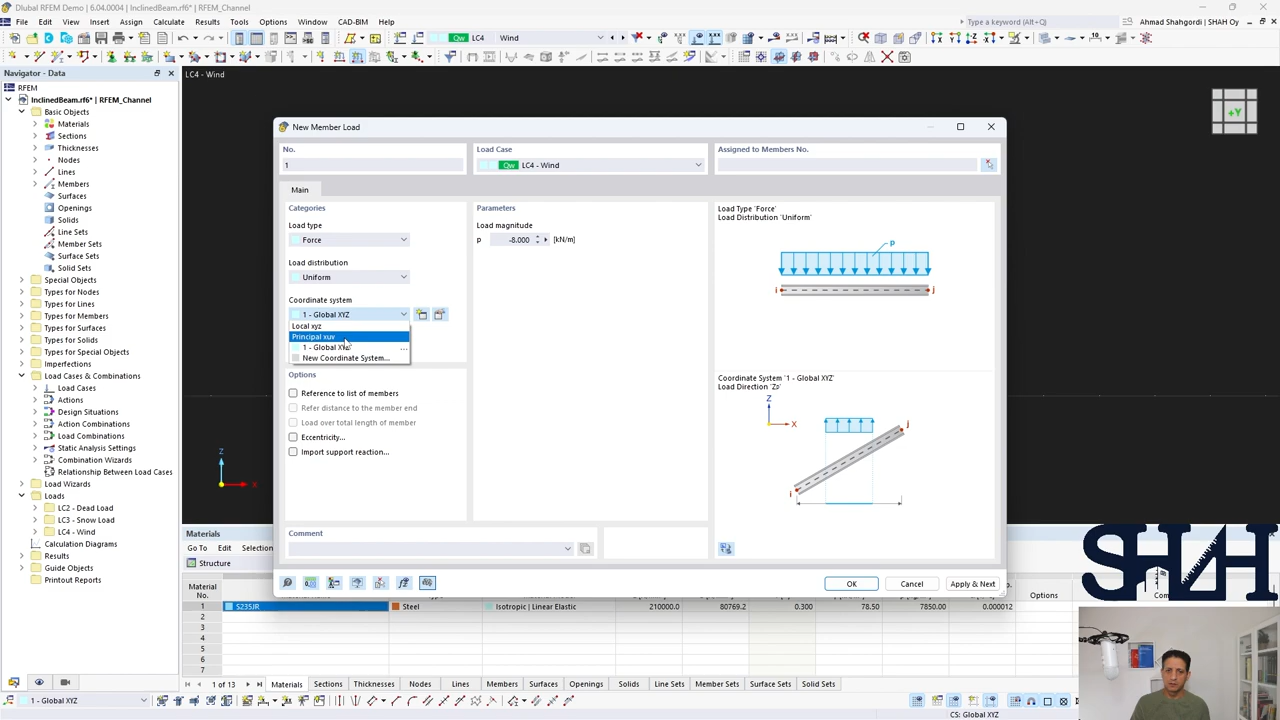 Dlubal RFEM Demo | 6.04.0004 | InclinedBeam.rf6* | RFEM_Channel
File Edit View Insert Assign Calculate Results Tools Options Window CAD-BIM Help
Type a keyword (Alt+Q)
Ahmad Shahgordi | SHAH Oy
Qw LC4 Wind
Navigator - Data
LC4 - Wind
RFEM
InclinedBeam.rf6* | RFEM_Channel
Basic Objects
Materials
Sections
Thicknesses
Nodes
Lines
Members
Surfaces
Openings
Solids
Line Sets
Member Sets
Surface Sets
Solid Sets
Special Objects
Types for Nodes
Types for Lines
Types for Members
Types for Surfaces
Types for Solids
Types for Special Objects
Imperfections
Load Cases & Combinations
Load Cases
Actions
Design Situations
Action Combinations
Load Combinations
Static Analysis Settings
Combination Wizards
Relationship Between Load Cases
Load Wizards
Loads
LC2 - Dead Load
LC3 - Snow Load
LC4 - Wind
Calculation Diagrams
Results
Guide Objects
Printout Reports
+Y
Z
X
New Member Load
No.
1
Load Case
Qw LC4 - Wind
Assigned to Members No.
Main
Categories
Load type
Force
Load distribution
Uniform
Coordinate system
1 - Global XYZ
Local xyz
Principal xuv
1 - Global XYZ ...
New Coordinate System...
Options
Reference to list of members
Refer distance to the member end
Load over total length of member
Eccentricity...
Import support reaction...
Parameters
Load magnitude
p -8.000 [kN/m]
Load Type 'Force'
Load Distribution 'Uniform'
p
i j
Coordinate System '1 - Global XYZ'
Load Direction 'Zp'
Z
X
j
i
Comment
OK Cancel Apply & Next
Materials
Go To Edit Selection
Structure
Material
No.
Options
1 S235JR Steel Isotropic | Linear Elastic 210000.0 80769.2 0.300 78.50 7850.00 0.000012
2
3
4
5
6
7
SHAH
1 of 13 Materials Sections Thicknesses Nodes Lines Members Surfaces Openings Solids Line Sets Member Sets Surface Sets Solid Sets
1 - Global XYZ
CS: Global XYZ